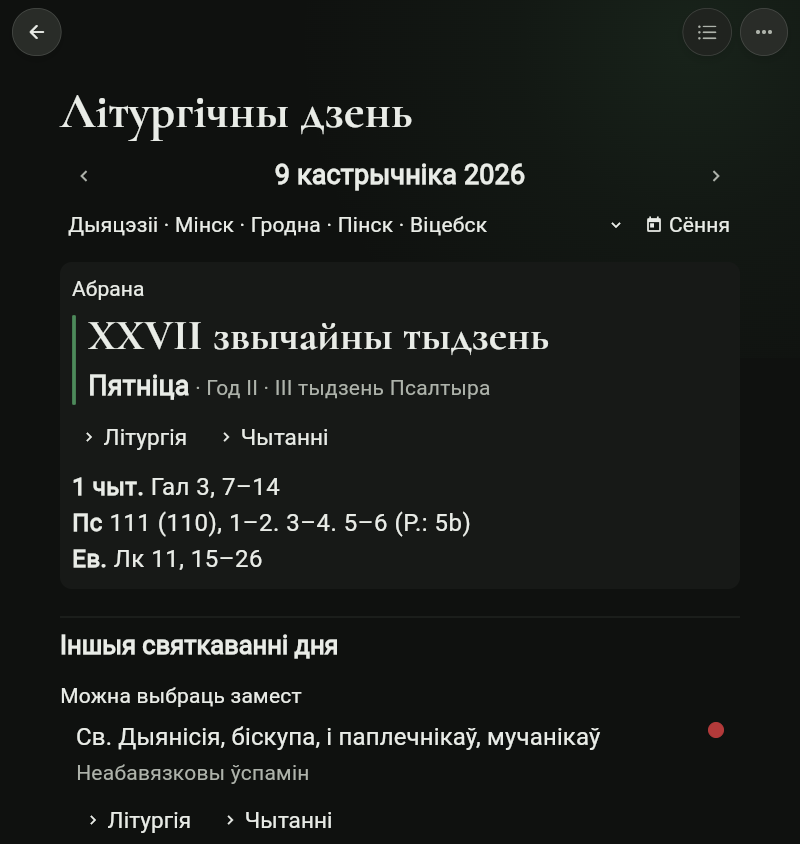 Літургічны дзень
9 кастрычніка 2026
Дыяцэзіі · Мінск · Гродна · Пінск · Віцебск
Сёння
Абрана
XXVII звычайны тыдзень
Пятніца · Год II · III тыдзень Псалтыра
Літургія Чытанні
1 чыт. Гал 3, 7–14
Пс 111 (110), 1–2. 3–4. 5–6 (Р.: 5b)
Ев. Лк 11, 15–26
Іншыя святкаванні дня
Можна выбраць замест
Св. Дыянісія, біскупа, і паплечнікаў, мучанікаў
Неабавязковы ўспамін
Літургія Чытанні